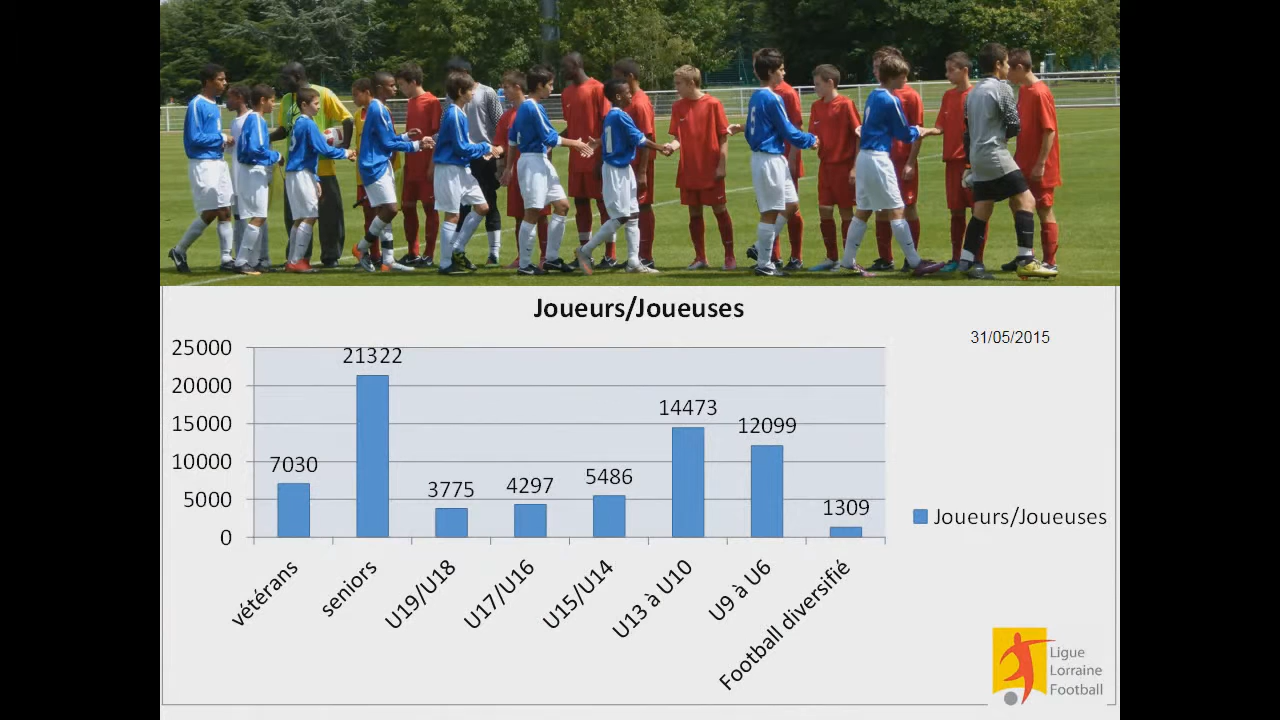 Joueurs/Joueuses
31/05/2015
25000
20000
15000
10000
5000
0
7030
21322
3775
4297
5486
14473
12099
1309
vétérans
seniors
U19/U18
U17/U16
U15/U14
U13 à U10
U9 à U6
Football diversifié
Joueurs/Joueuses
Ligue
Lorraine
Football